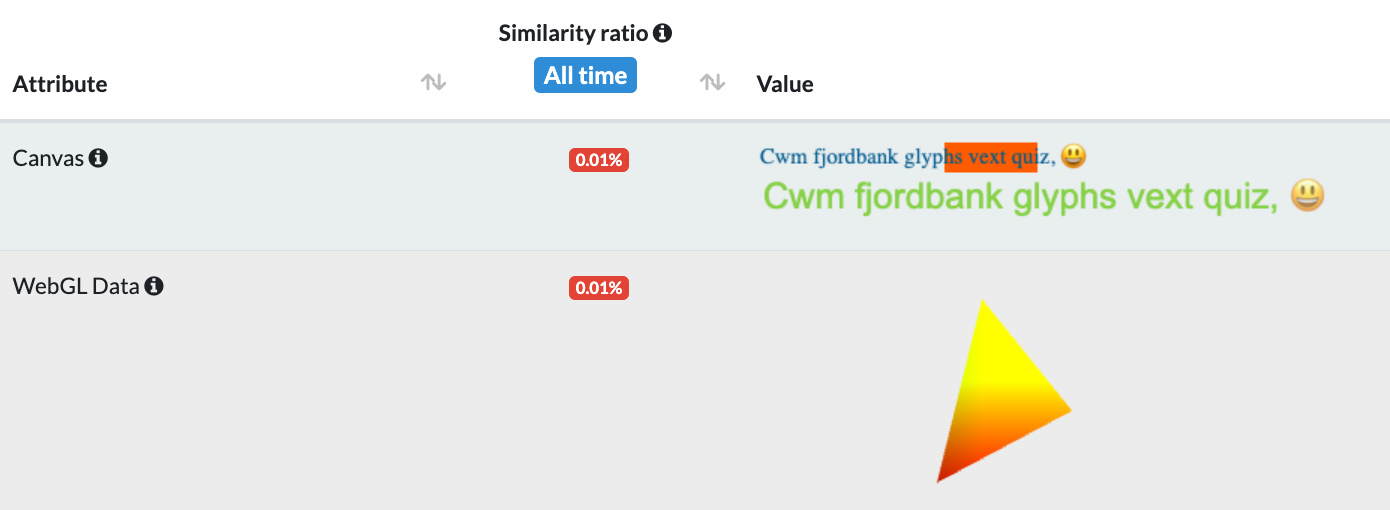 Similarity ratio
All time
Attribute
Value
Canvas
0.01%
Cwm fjordbank glyphs vext quiz, 😃
Cwm fjordbank glyphs vext quiz, 😃
WebGL Data
0.01%